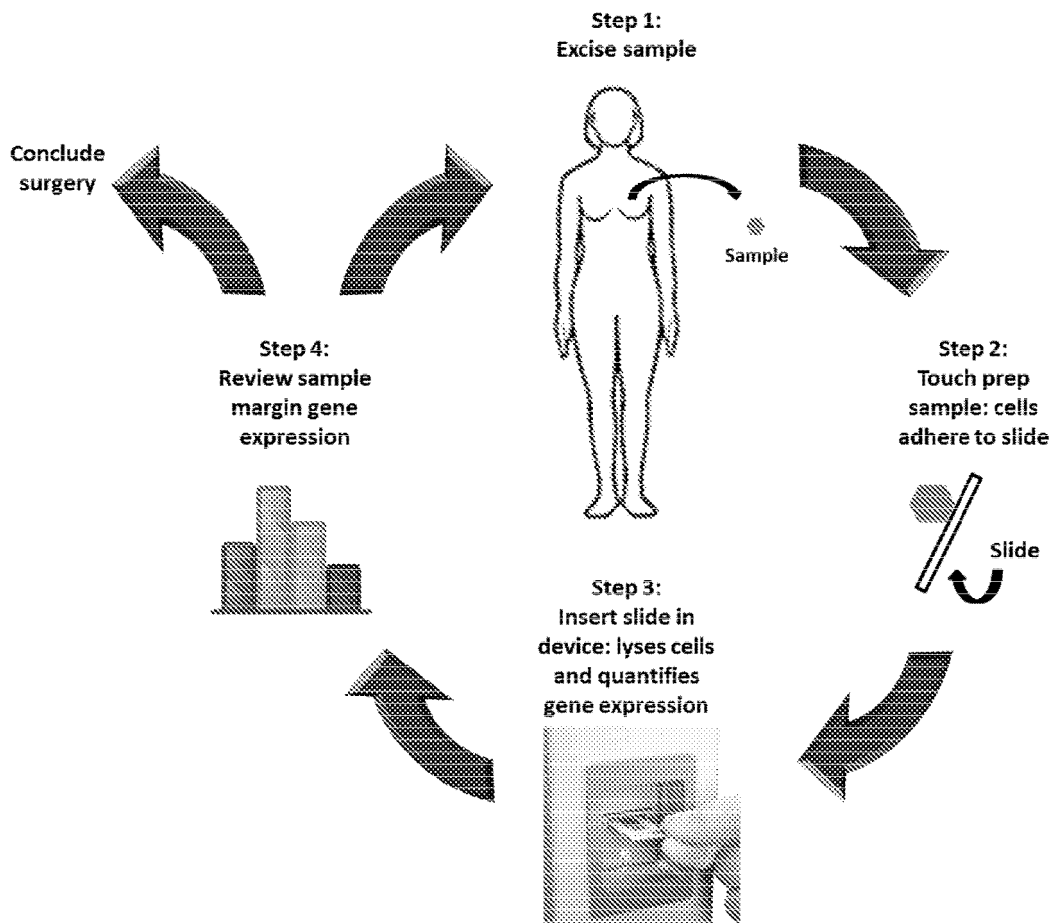 Step 1:
Excise sample
Sample
Step 2:
Touch prep
sample: cells
adhere to slide
Slide
Step 3:
Insert slide in
device: lyses cells
and quantifies
gene expression
Step 4:
Review sample
margin gene
expression
Conclude
surgery